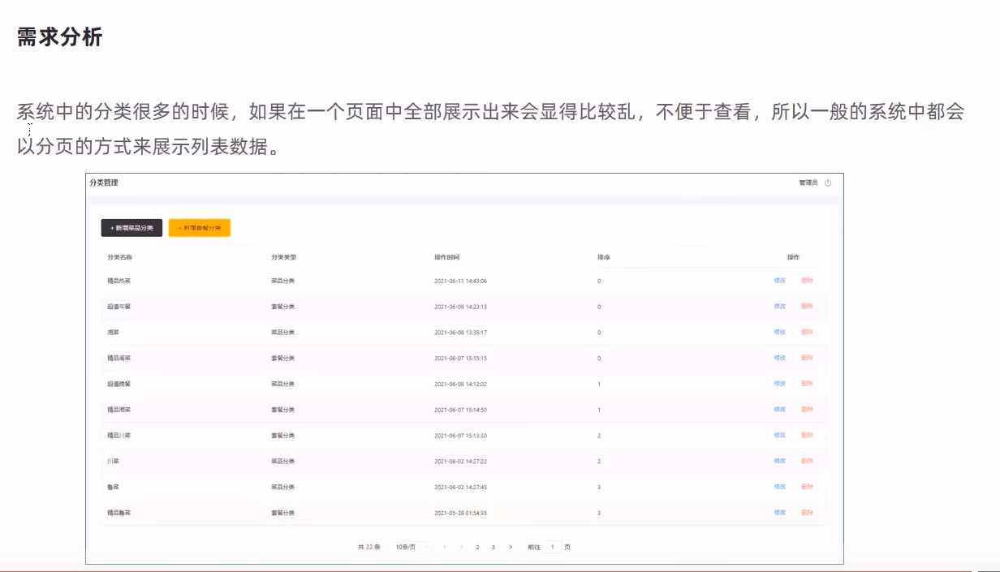 需求分析
系统中的分类很多的时候，如果在一个页面中全部展示出来会显得比较乱，不便于查看，所以一般的系统中都会
以分页的方式来展示列表数据。
分类管理 管理员
+ 新增菜品分类 + 新增套餐分类
分类名称 分类类型 操作时间 排序 操作
精品热菜 菜品分类 2021-06-11 14:43:06 0 修改 删除
超值午餐 套餐分类 2021-06-08 14:23:13 0 修改 删除
湘菜 菜品分类 2021-06-08 13:35:17 0 修改 删除
精品闽菜 套餐分类 2021-06-07 15:15:15 0 修改 删除
超值晚餐 菜品分类 2021-06-08 14:12:02 1 修改 删除
精品湘菜 套餐分类 2021-06-07 15:14:50 1 修改 删除
精品川菜 套餐分类 2021-06-07 15:13:30 2 修改 删除
川菜 菜品分类 2021-06-02 14:27:22 2 修改 删除
鲁菜 菜品分类 2021-06-02 14:27:45 3 修改 删除
精品鲁菜 套餐分类 2021-05-28 01:54:35 3 修改 删除
共 22 条 10条/页 < 1 2 3 > 前往 1 页